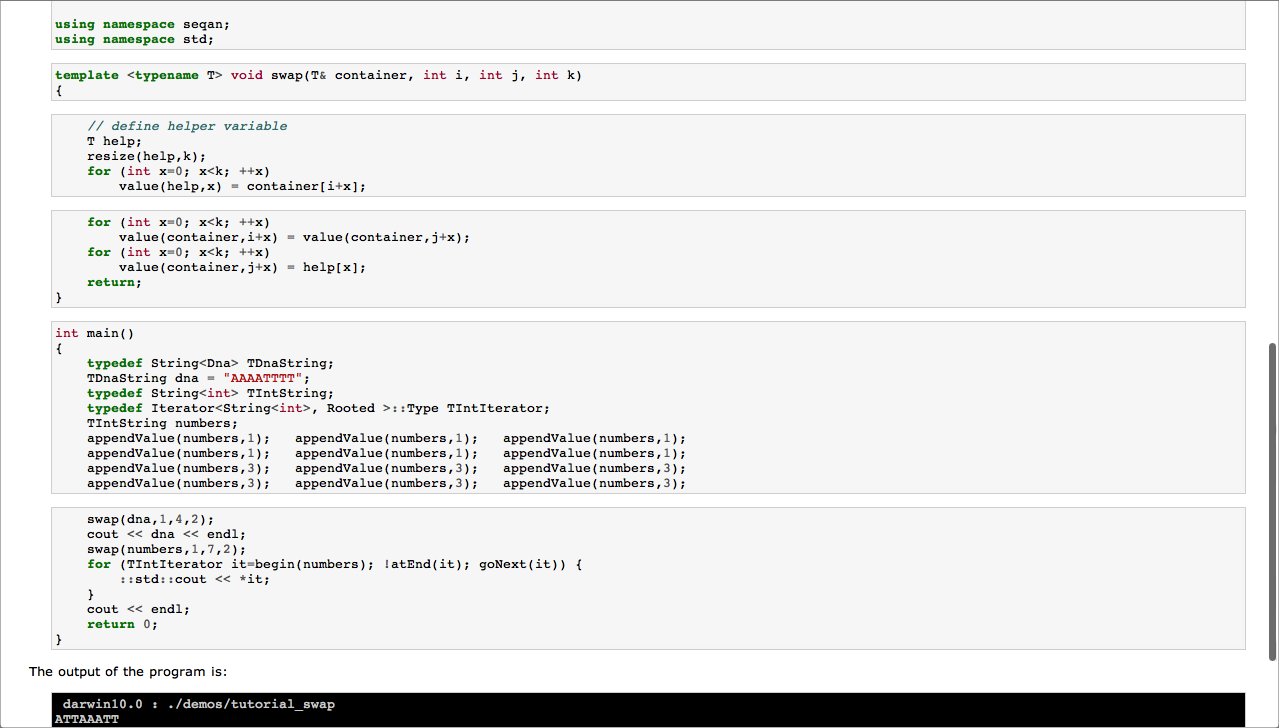 using namespace seqan;
using namespace std;
template <typename T> void swap(T& container, int i, int j, int k)
{
    // define helper variable
    T help;
    resize(help,k);
    for (int x=0; x<k; ++x)
        value(help,x) = container[i+x];
    for (int x=0; x<k; ++x)
        value(container,i+x) = value(container,j+x);
    for (int x=0; x<k; ++x)
        value(container,j+x) = help[x];
    return;
}
int main()
{
    typedef String<Dna> TDnaString;
    TDnaString dna = "AAAATTTT";
    typedef String<int> TIntString;
    typedef Iterator<String<int>, Rooted >::Type TIntIterator;
    TIntString numbers;
    appendValue(numbers,1);   appendValue(numbers,1);   appendValue(numbers,1);
    appendValue(numbers,1);   appendValue(numbers,1);   appendValue(numbers,1);
    appendValue(numbers,3);   appendValue(numbers,3);   appendValue(numbers,3);
    appendValue(numbers,3);   appendValue(numbers,3);   appendValue(numbers,3);
    swap(dna,1,4,2);
    cout << dna << endl;
    swap(numbers,1,7,2);
    for (TIntIterator it=begin(numbers); !atEnd(it); goNext(it)) {
        ::std::cout << *it;
    }
    cout << endl;
    return 0;
}
The output of the program is:
darwin10.0 : ./demos/tutorial_swap
ATTAAATT